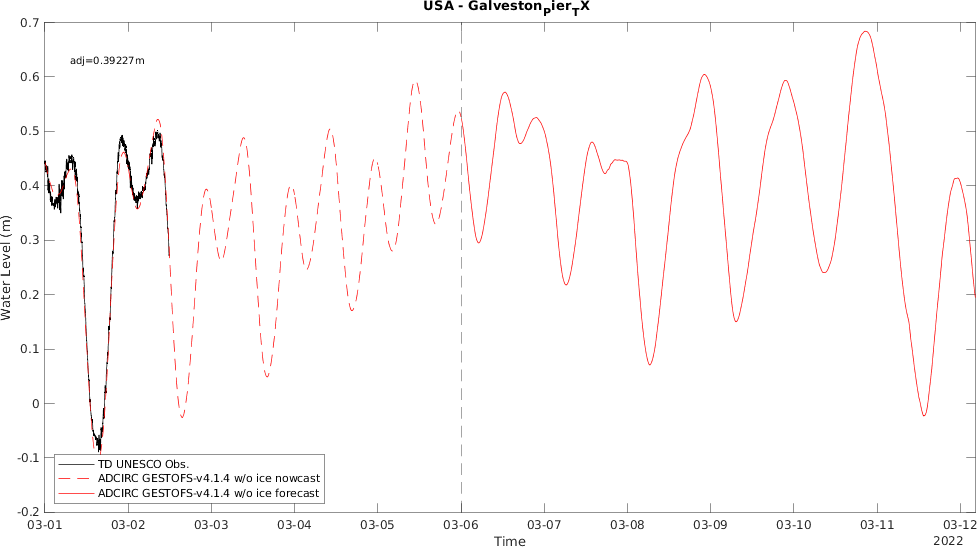 USA - GalvestonPierTX
adj=0.39227m
Water Level (m)
0.7
0.6
0.5
0.4
0.3
0.2
0.1
0
-0.1
-0.2
TD UNESCO Obs.
ADCIRC GESTOFS-v4.1.4 w/o ice nowcast
ADCIRC GESTOFS-v4.1.4 w/o ice forecast
03-01 03-02 03-03 03-04 03-05 03-06 03-07 03-08 03-09 03-10 03-11 03-12
Time
2022